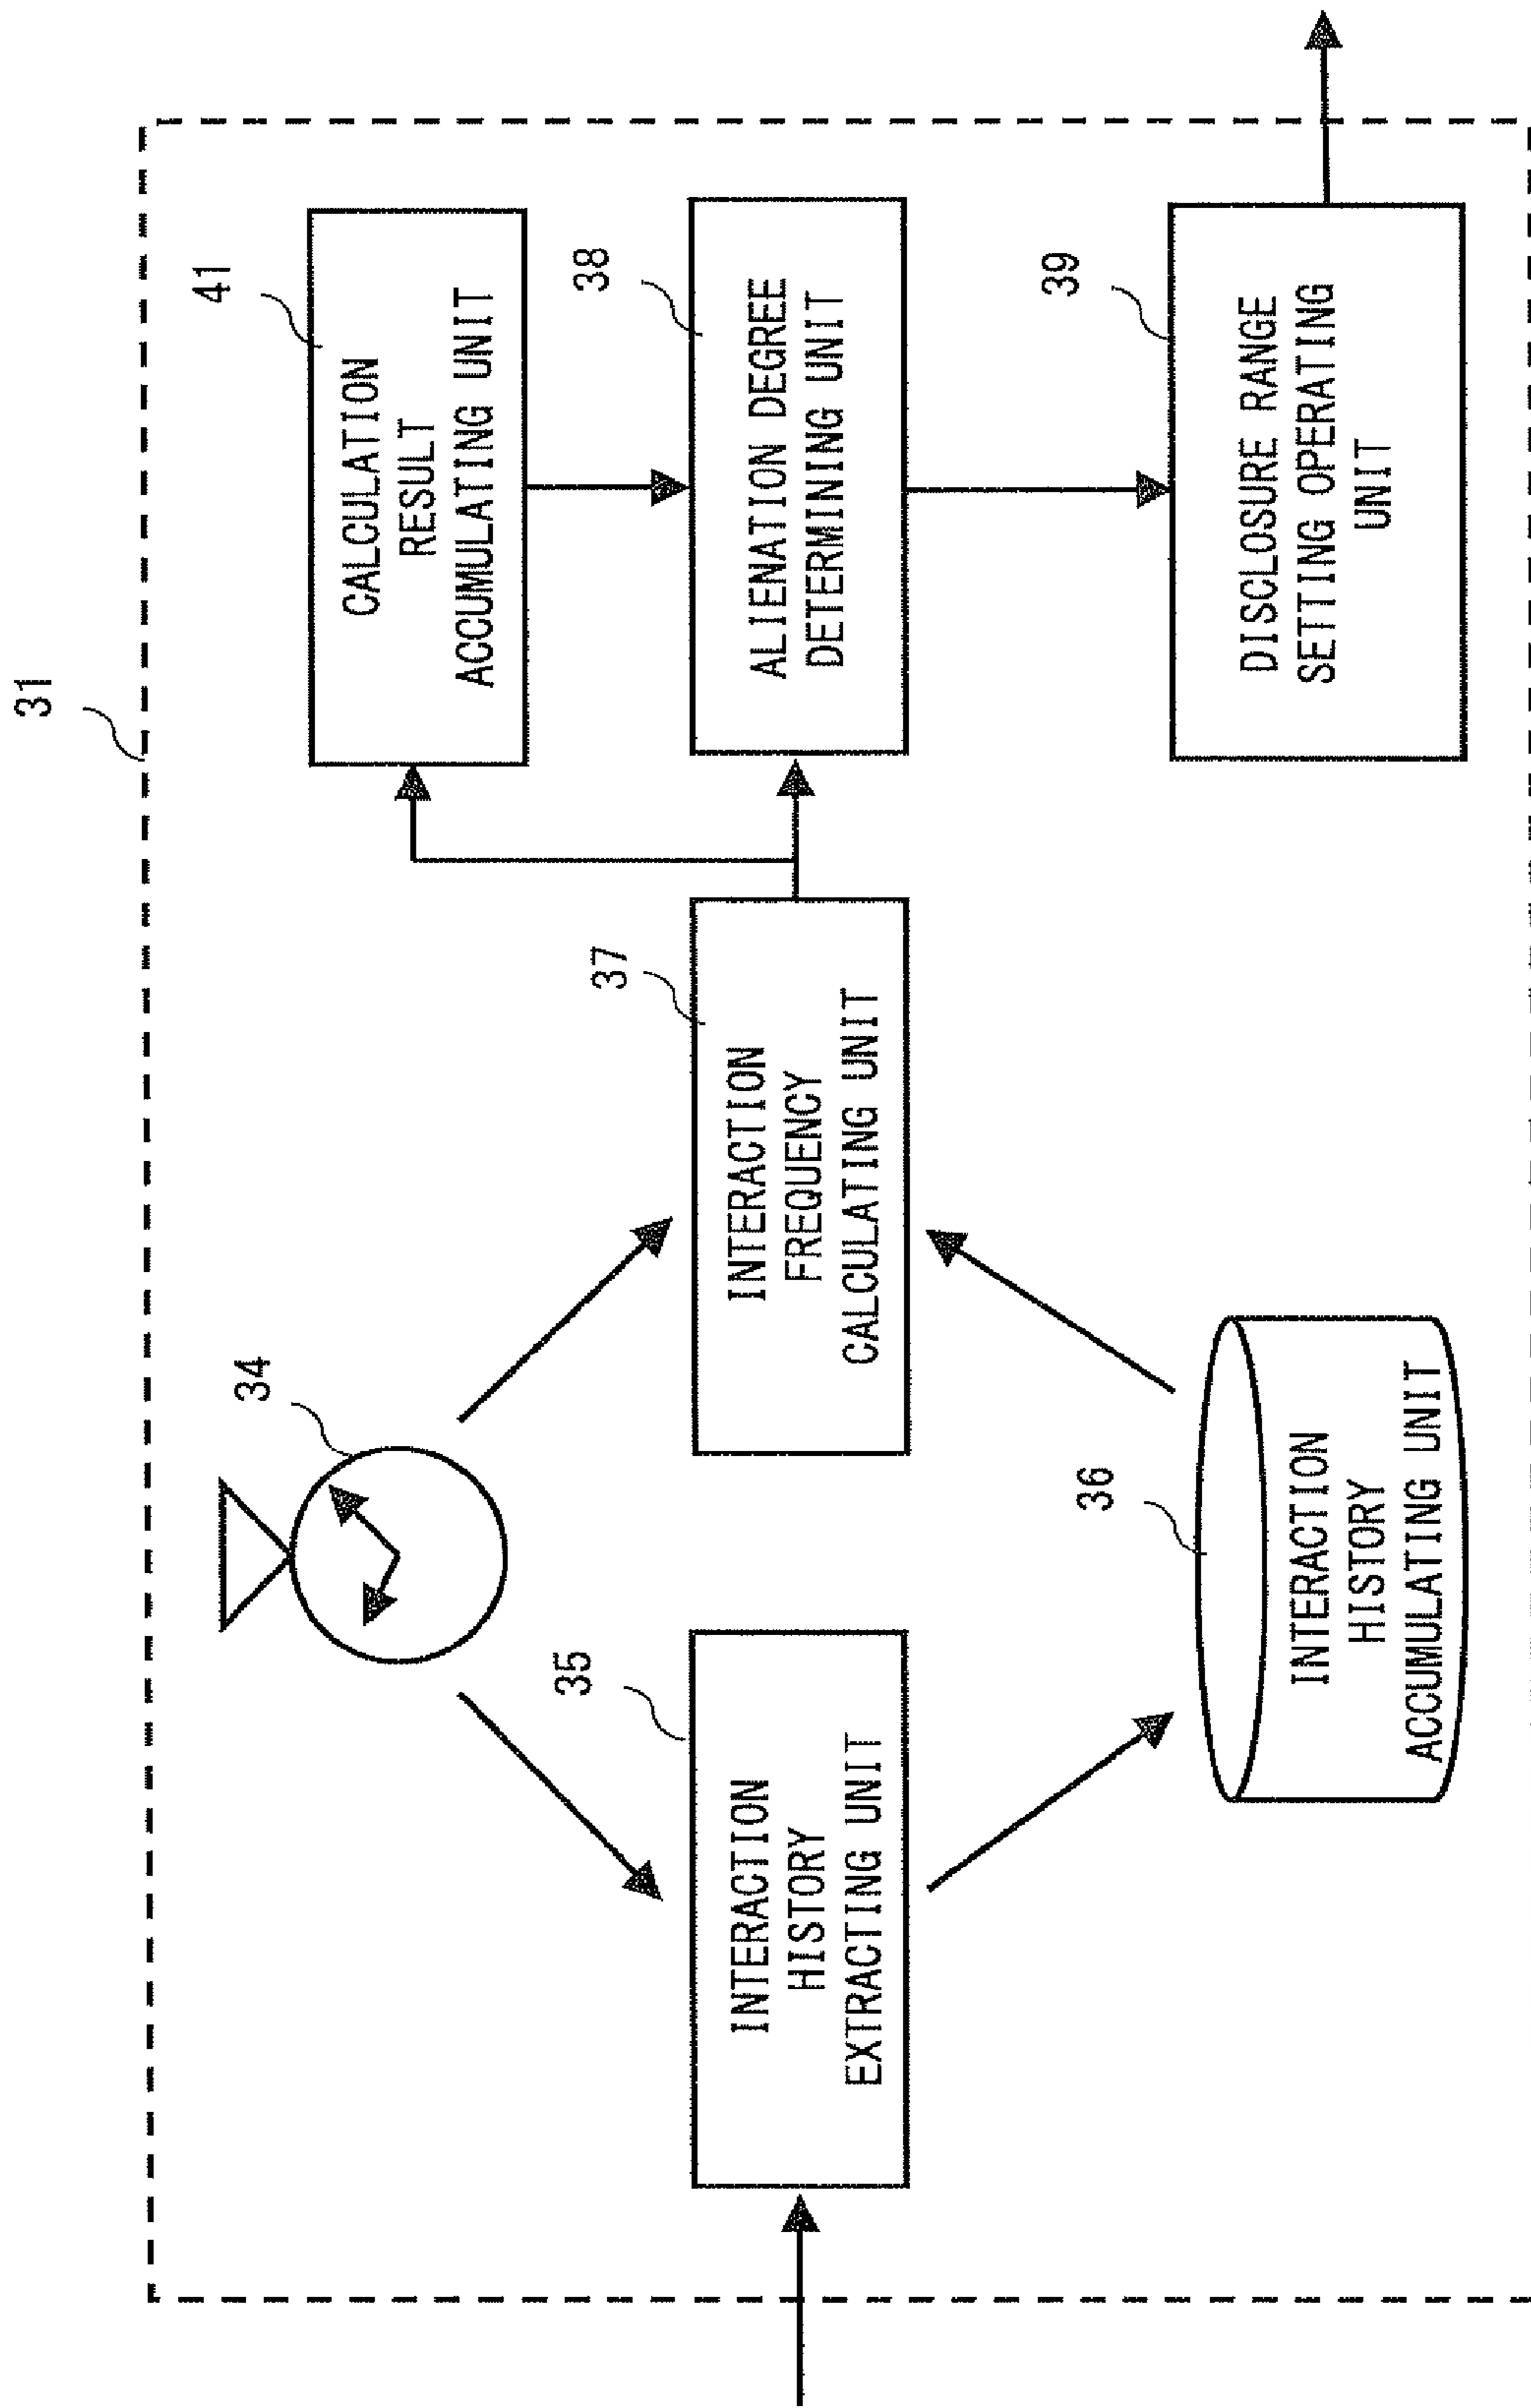 31
34
35
INTERACTION
HISTORY
EXTRACTING UNIT
36
INTERACTION
HISTORY
ACCUMULATING UNIT
37
INTERACTION
FREQUENCY
CALCULATING UNIT
41
CALCULATION
RESULT
ACCUMULATING UNIT
38
ALIENATION DEGREE
DETERMINING UNIT
39
DISCLOSURE RANGE
SETTING OPERATING
UNIT